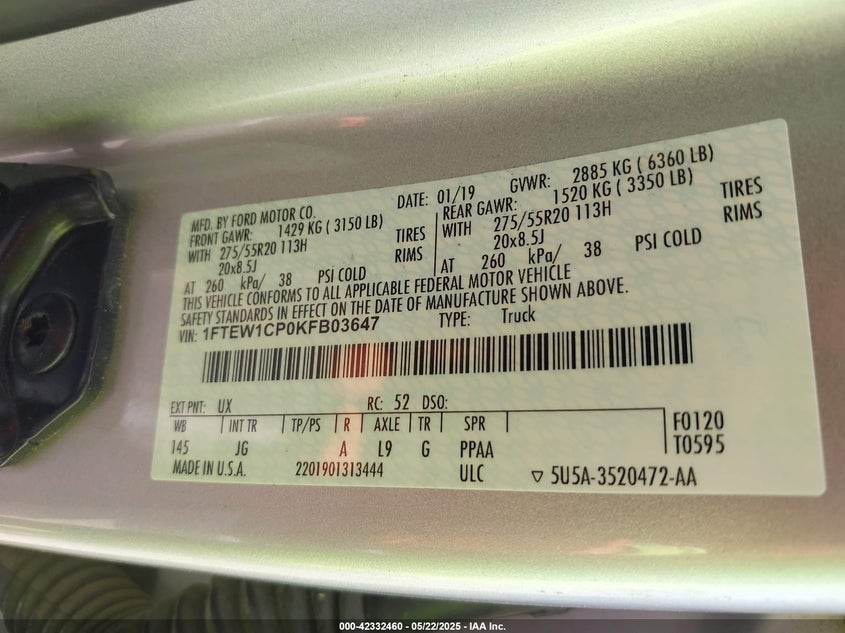 MFD. BY FORD MOTOR CO. DATE: 01/19 GVWR: 2885 KG ( 6360 LB)
FRONT GAWR: 1429 KG ( 3150 LB) REAR GAWR: 1520 KG ( 3350 LB)
WITH 275/55R20 113H TIRES WITH 275/55R20 113H TIRES
20x8.5J RIMS 20x8.5J RIMS
AT 260 kPa/ 38 PSI COLD AT 260 kPa/ 38 PSI COLD
THIS VEHICLE CONFORMS TO ALL APPLICABLE FEDERAL MOTOR VEHICLE
SAFETY STANDARDS IN EFFECT ON THE DATE OF MANUFACTURE SHOWN ABOVE.
VIN: 1FTEW1CP0KFB03647 TYPE: Truck
EXT PNT: UX RC: 52 DSO:
WB INT TR TP/PS R AXLE TR SPR F0120
145 JG A L9 G PPAA T0595
MADE IN U.S.A. 2201901313444 ULC ▽ 5U5A-3520472-AA
000-42332460 - 05/22/2025 - IAA Inc.